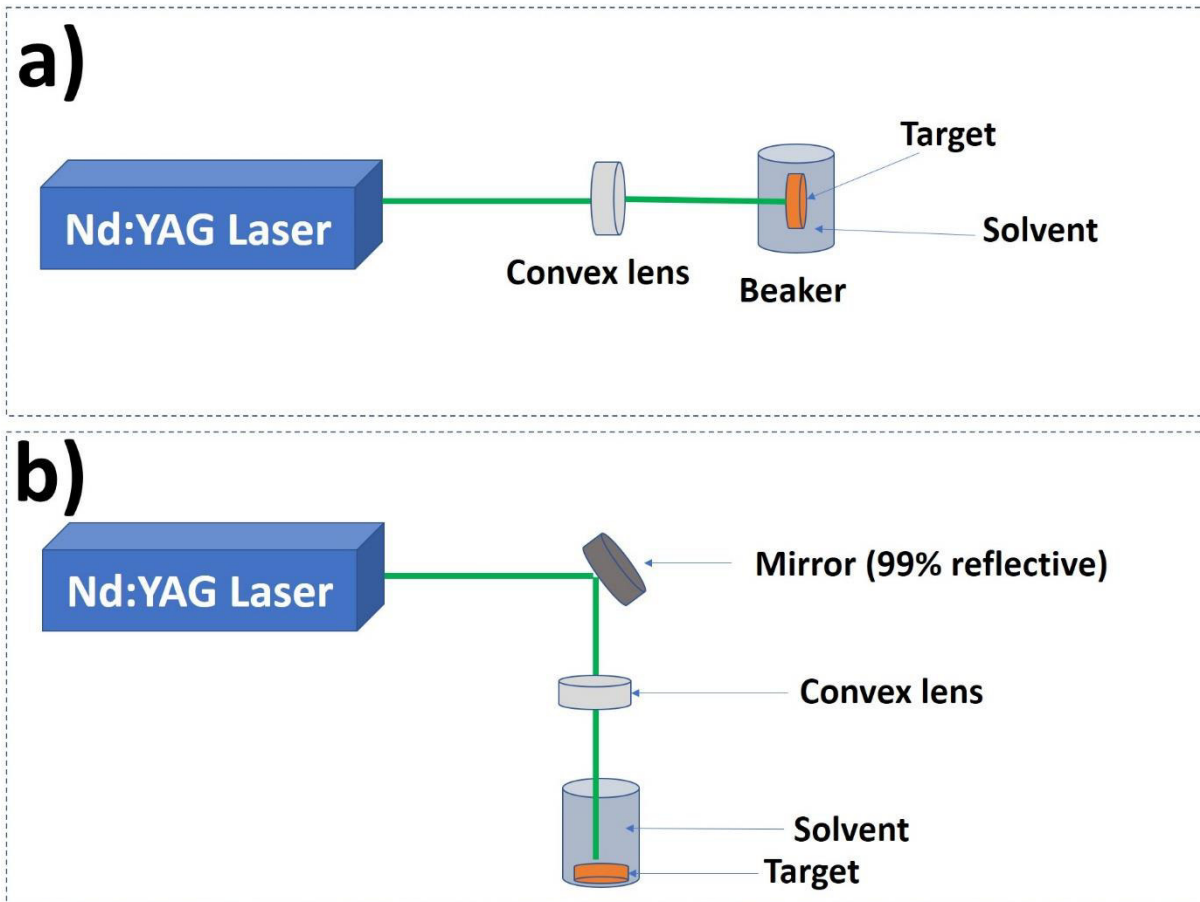 a)
Target
Nd:YAG Laser
Solvent
Convex lens
Beaker
b)
Mirror (99% reflective)
Nd:YAG Laser
Convex lens
Solvent
Target